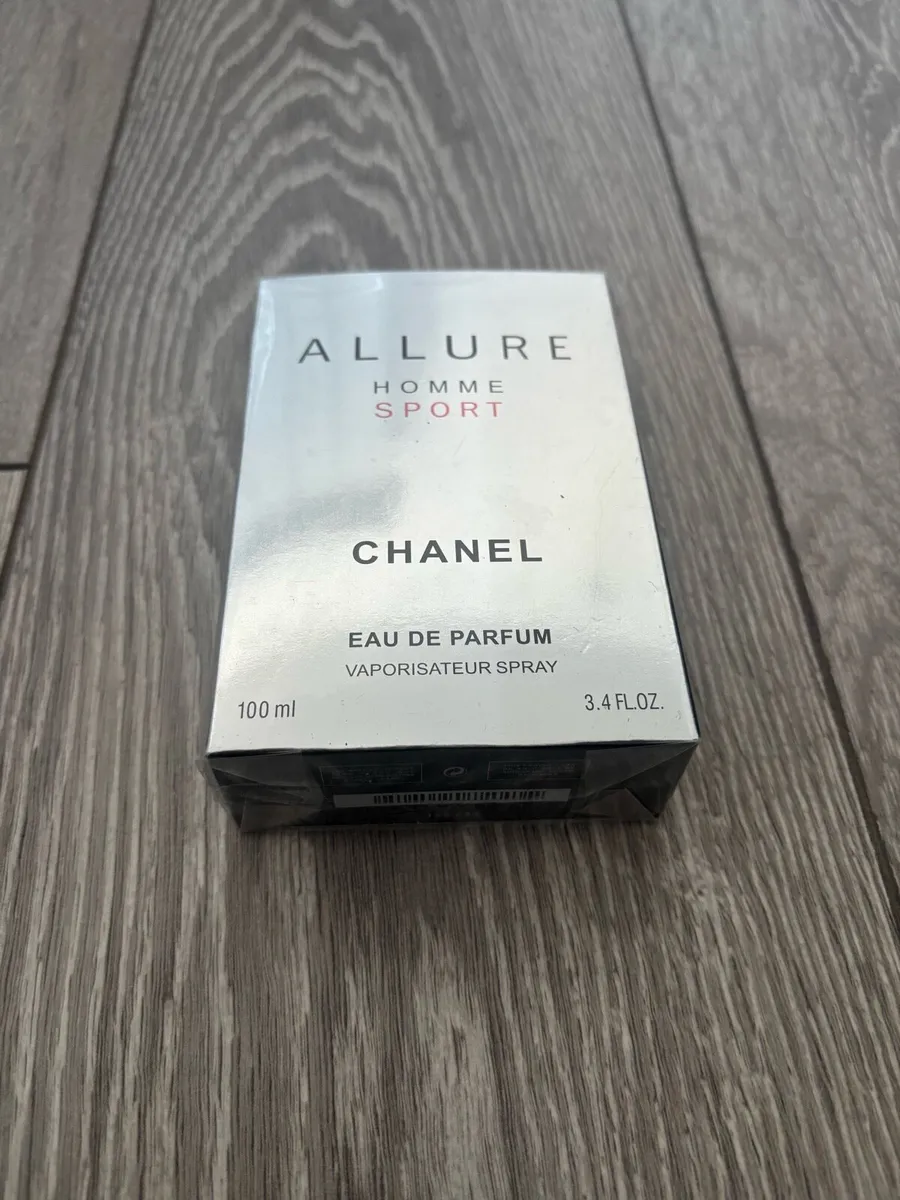 ALLURE
HOMME
SPORT
CHANEL
EAU DE PARFUM
VAPORISATEUR SPRAY
100 ml 3.4 FL.OZ.